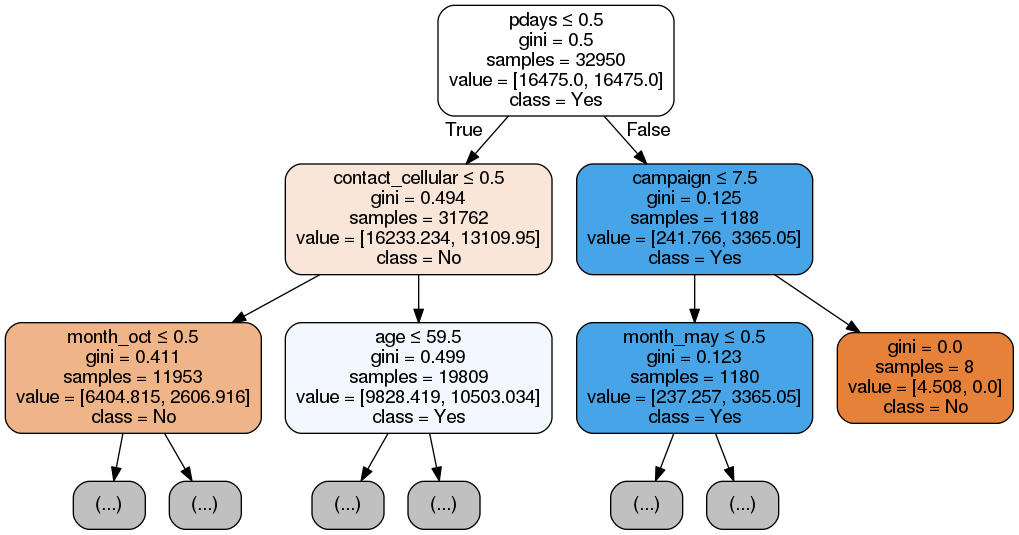 pdays ≤ 0.5
gini = 0.5
samples = 32950
value = [16475.0, 16475.0]
class = Yes
True
False
contact_cellular ≤ 0.5
gini = 0.494
samples = 31762
value = [16233.234, 13109.95]
class = No
campaign ≤ 7.5
gini = 0.125
samples = 1188
value = [241.766, 3365.05]
class = Yes
month_oct ≤ 0.5
gini = 0.411
samples = 11953
value = [6404.815, 2606.916]
class = No
age ≤ 59.5
gini = 0.499
samples = 19809
value = [9828.419, 10503.034]
class = Yes
month_may ≤ 0.5
gini = 0.123
samples = 1180
value = [237.257, 3365.05]
class = Yes
gini = 0.0
samples = 8
value = [4.508, 0.0]
class = No
(...)
(...)
(...)
(...)
(...)
(...)